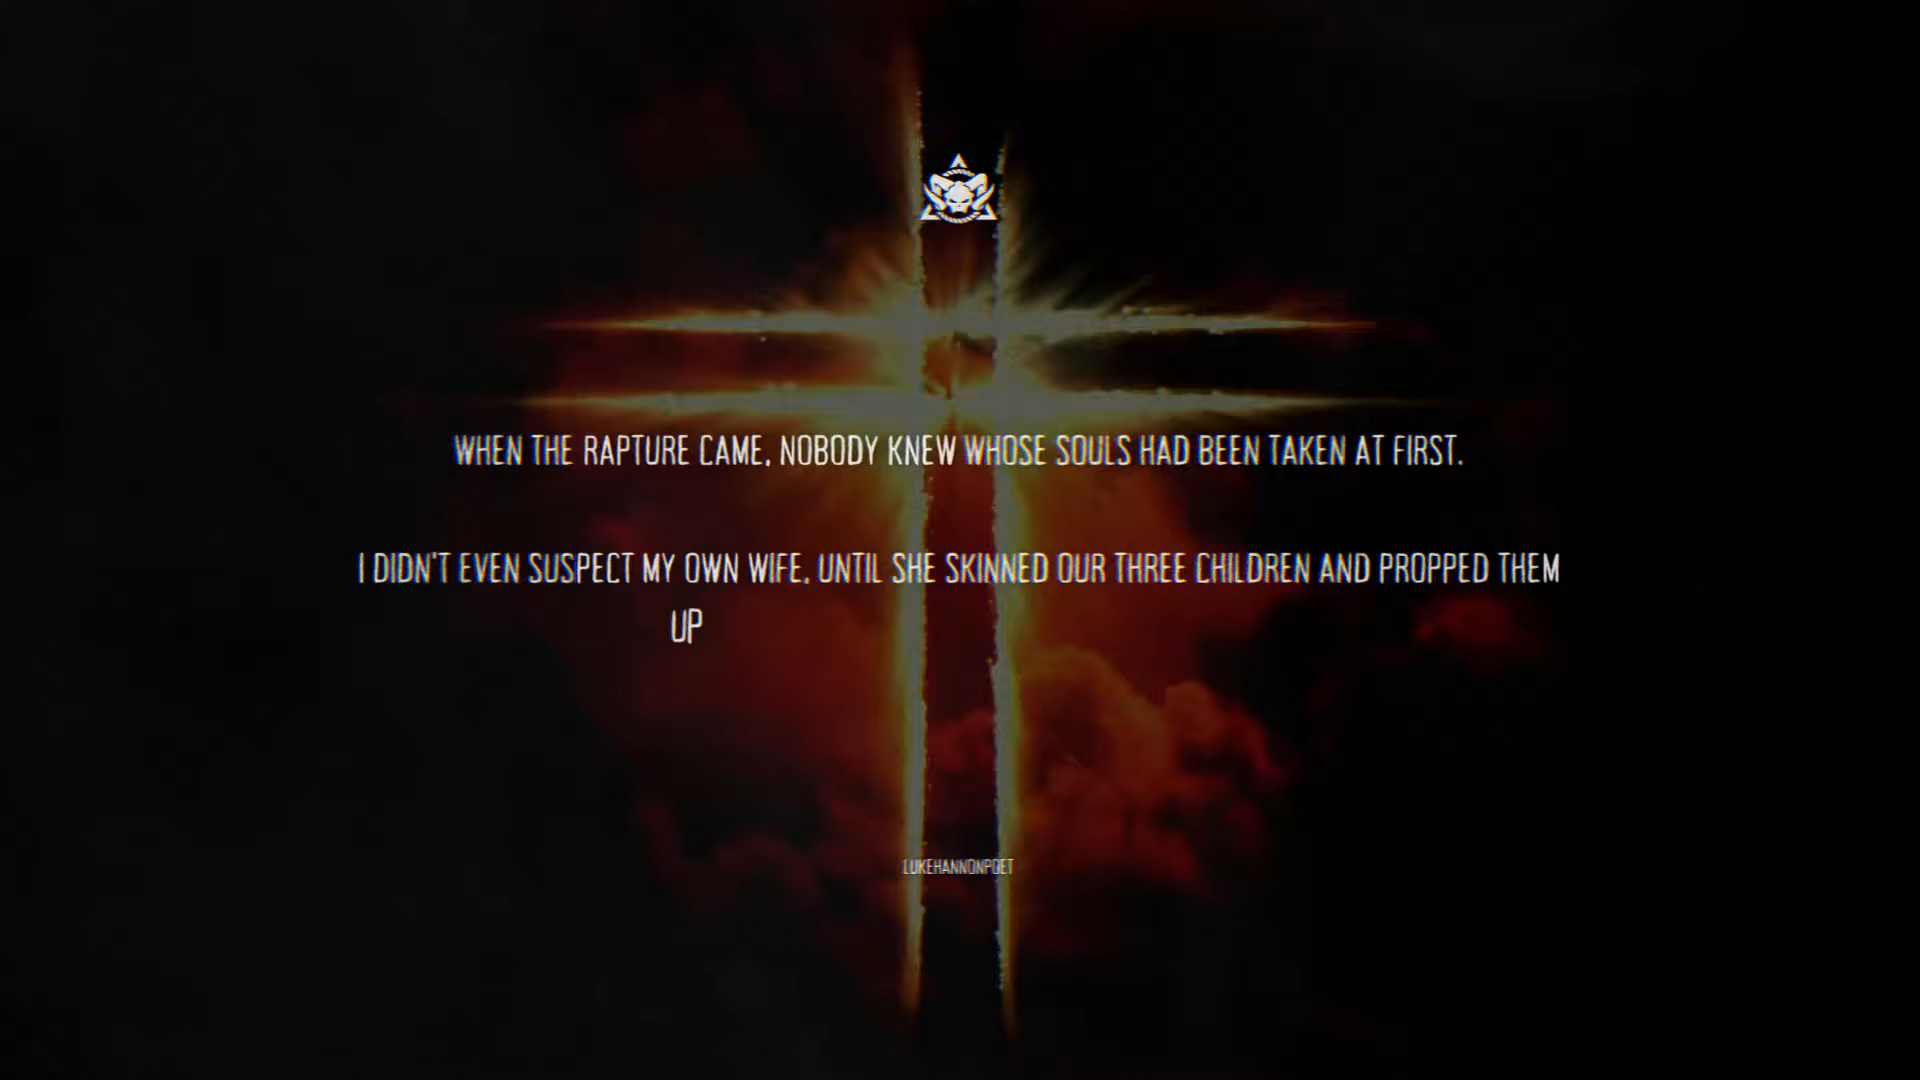 WHEN THE RAPTURE CAME, NOBODY KNEW WHOSE SOULS HAD BEEN TAKEN AT FIRST.
I DIDN'T EVEN SUSPECT MY OWN WIFE, UNTIL SHE SKINNED OUR THREE CHILDREN AND PROPPED THEM
UP
LUKEHANNONPOET